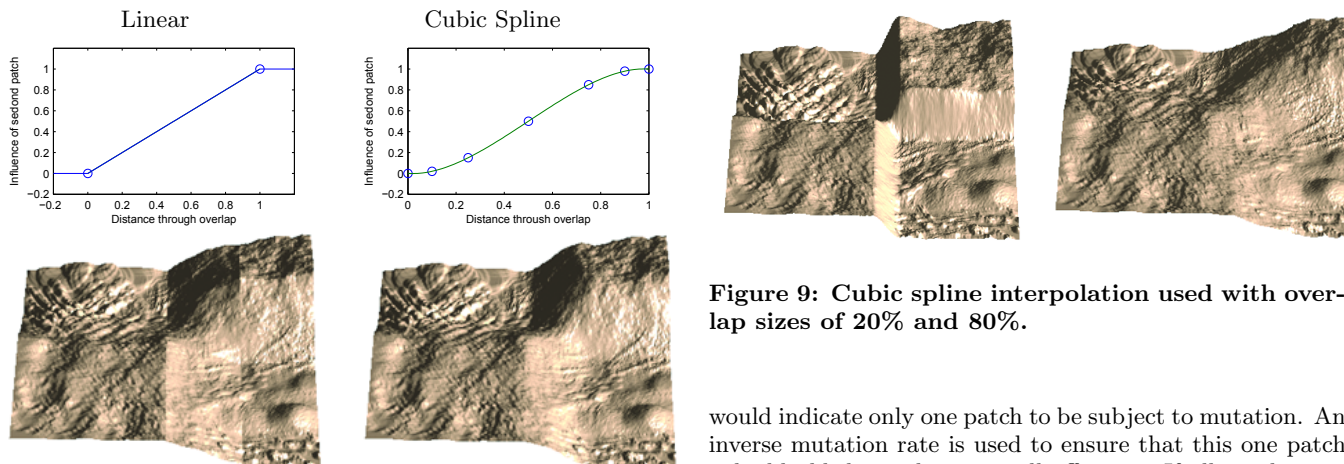 Linear
Influence of sedond patch
1
0.8
0.6
0.4
0.2
0
−0.2
−0.2 0 0.2 0.4 0.6 0.8 1
Distance through overlap
Cubic Spline
Influence of sedond patch
1
0.8
0.6
0.4
0.2
0
−0.2
0 0.2 0.4 0.6 0.8 1
Distance throush overlap
Figure 9: Cubic spline interpolation used with over-
lap sizes of 20% and 80%.
would indicate only one patch to be subject to mutation. An
inverse mutation rate is used to ensure that this one patch